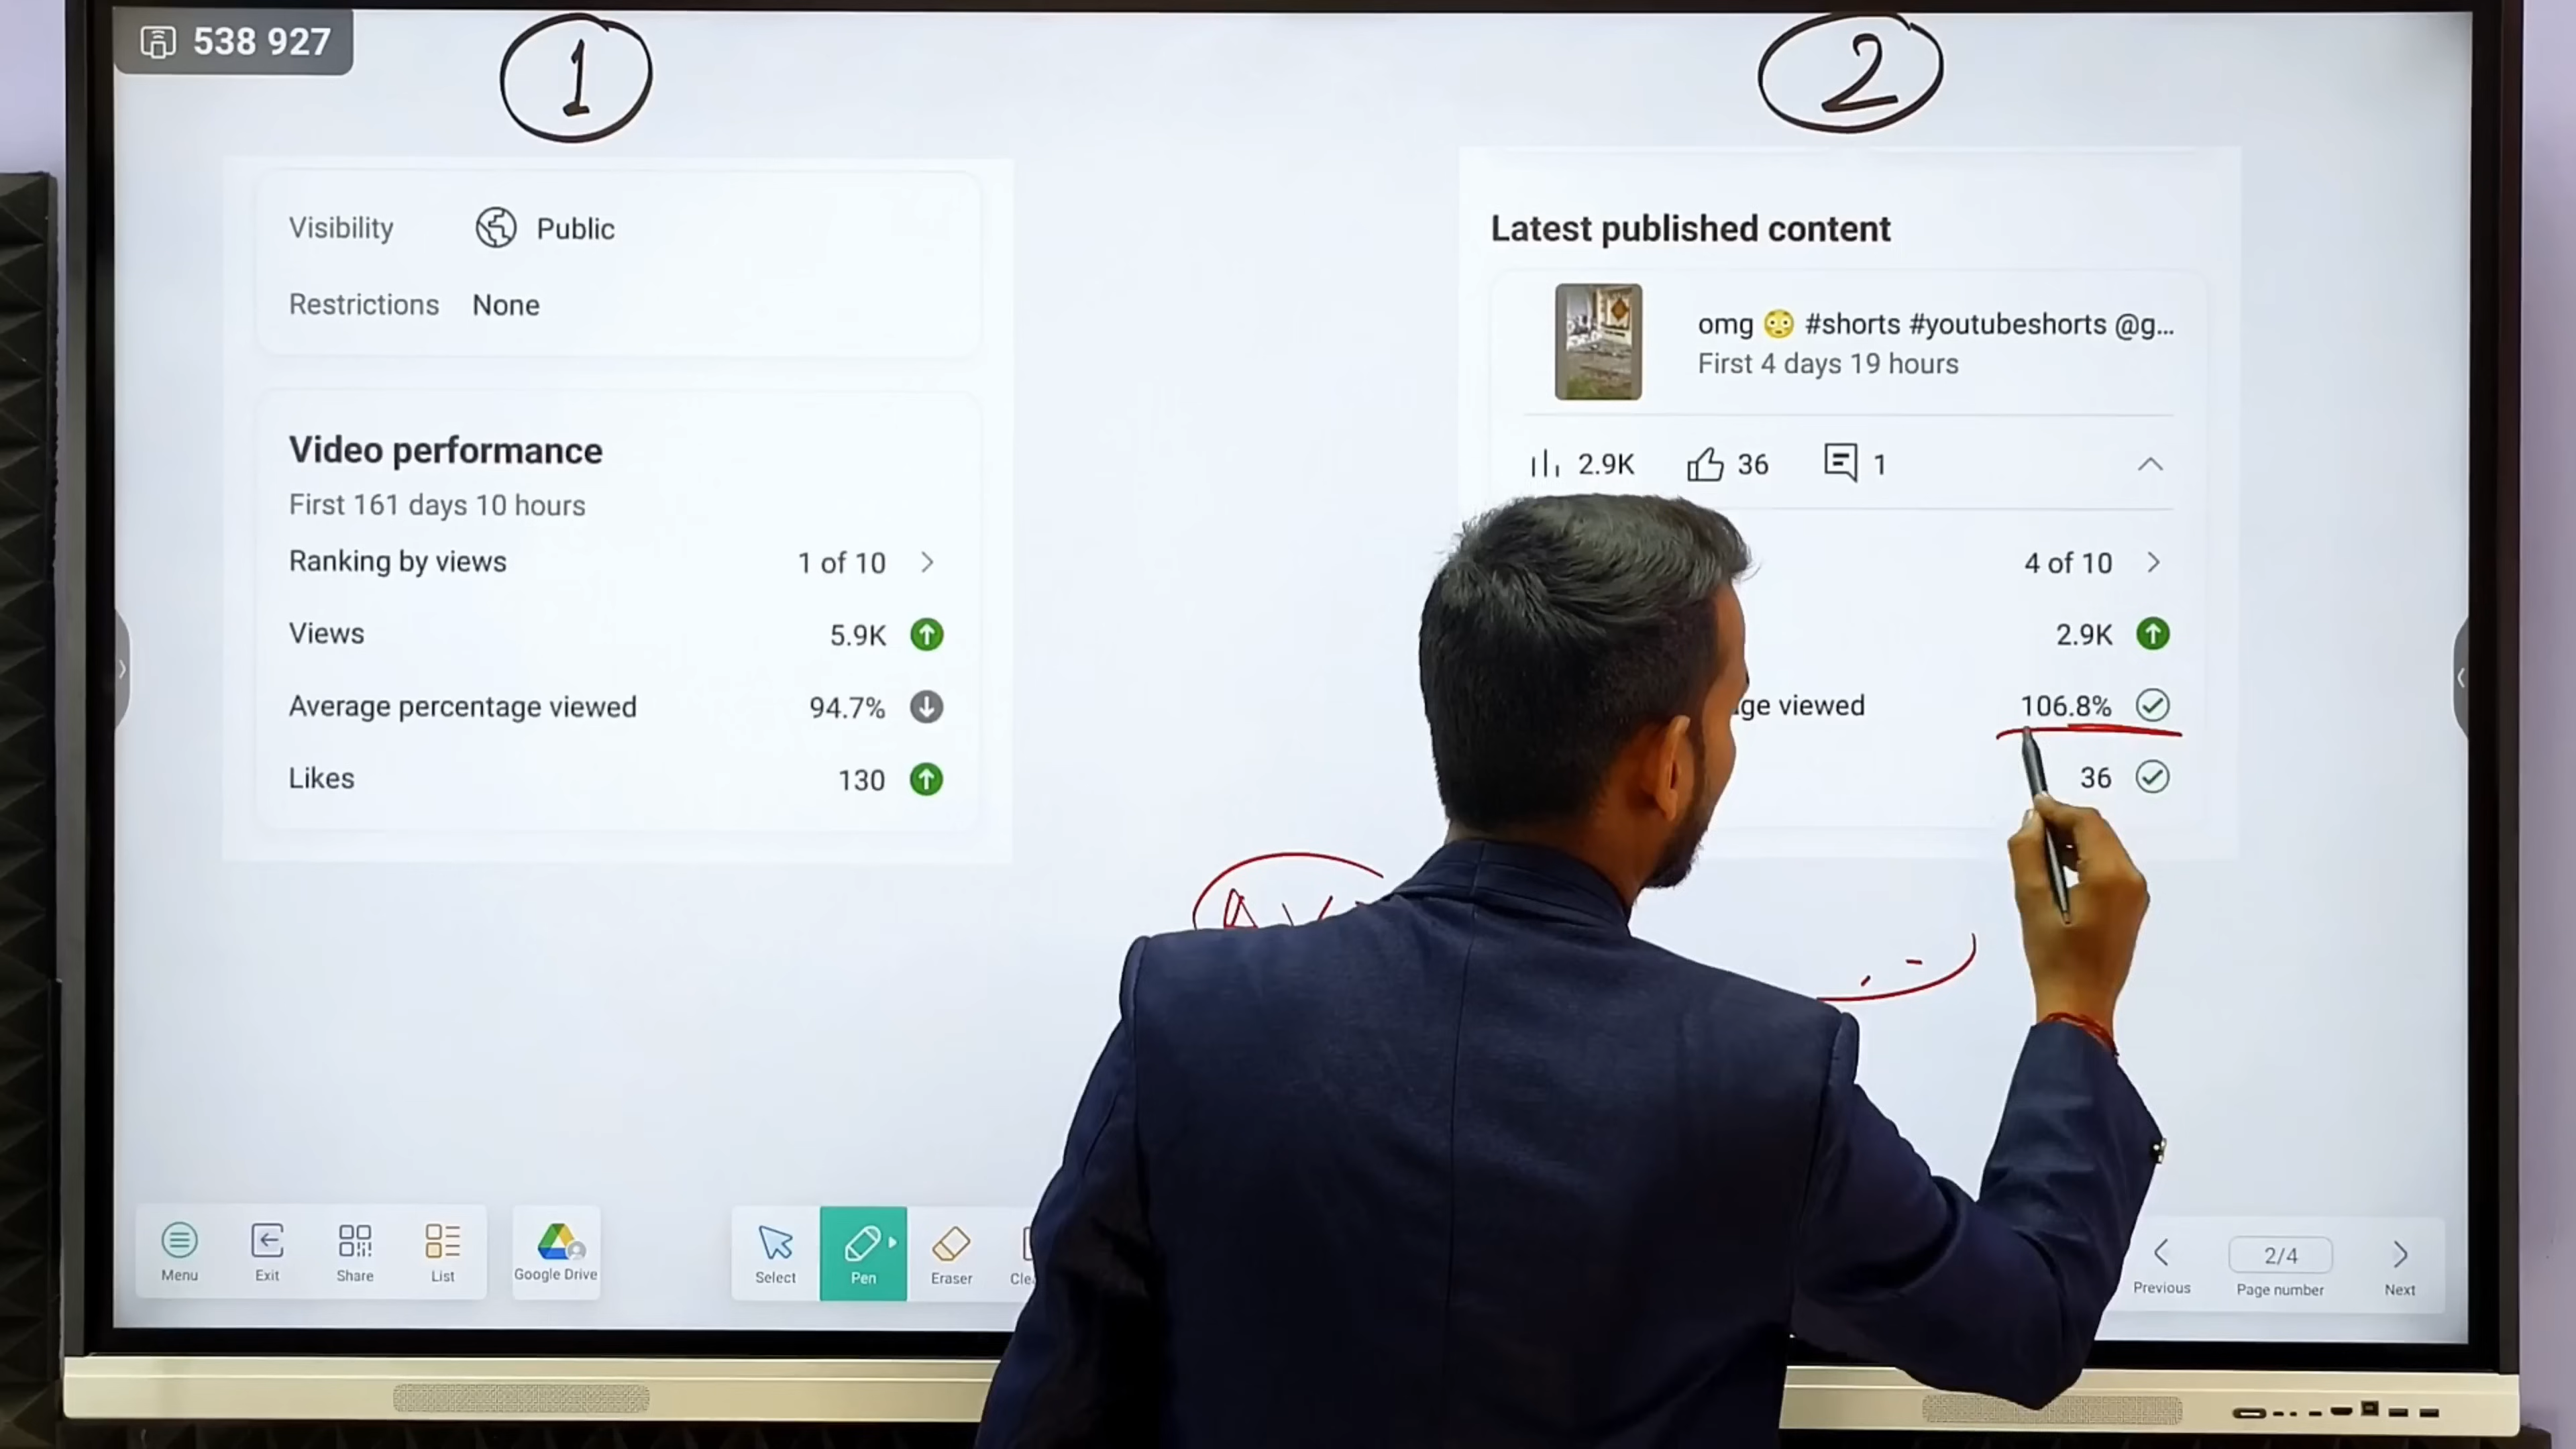 538 927
1
2
Visibility Public
Restrictions None
Video performance
First 161 days 10 hours
Ranking by views 1 of 10
Views 5.9K
Average percentage viewed 94.7%
Likes 130
Latest published content
omg 😳 #shorts #youtubeshorts @g...
First 4 days 19 hours
2.9K 36 1
4 of 10
2.9K
viewed 106.8%
36
Menu Exit Share List Google Drive Select Pen Eraser
Previous 2/4 Page number Next